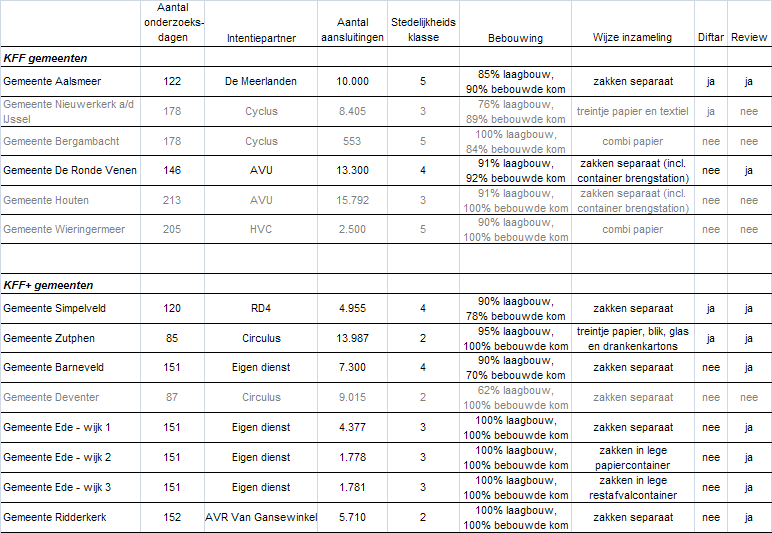 Aantal onderzoeks-dagen Intentiepartner Aantal aansluitingen Stedelijkheids klasse Bebouwing Wijze inzameling Diftar Review
KFF gemeenten
Gemeente Aalsmeer 122 De Meerlanden 10.000 5 85% laagbouw, 90% bebouwde kom zakken separaat ja ja
Gemeente Nieuwerkerk a/d IJssel 178 Cyclus 8.405 3 76% laagbouw, 89% bebouwde kom treintje papier en textiel ja nee
Gemeente Bergambacht 178 Cyclus 553 5 100% laagbouw, 84% bebouwde kom combi papier nee nee
Gemeente De Ronde Venen 146 AVU 13.300 4 91% laagbouw, 92% bebouwde kom zakken separaat (incl. container brengstation) nee ja
Gemeente Houten 213 AVU 15.792 3 91% laagbouw, 100% bebouwde kom zakken separaat (incl. container brengstation) nee nee
Gemeente Wieringermeer 205 HVC 2.500 5 90% laagbouw, 100% bebouwde kom combi papier nee nee
KFF+ gemeenten
Gemeente Simpelveld 120 RD4 4.955 4 90% laagbouw, 78% bebouwde kom zakken separaat ja ja
Gemeente Zutphen 85 Circulus 13.987 2 95% laagbouw, 100% bebouwde kom treintje papier, blik, glas en drankenkartons ja ja
Gemeente Barneveld 151 Eigen dienst 7.300 4 90% laagbouw, 70% bebouwde kom zakken separaat nee ja
Gemeente Deventer 87 Circulus 9.015 2 62% laagbouw, 100% bebouwde kom zakken separaat nee nee
Gemeente Ede - wijk 1 151 Eigen dienst 4.377 3 100% laagbouw, 100% bebouwde kom zakken separaat nee ja
Gemeente Ede - wijk 2 151 Eigen dienst 1.778 3 100% laagbouw, 100% bebouwde kom zakken in lege papiercontainer nee ja
Gemeente Ede - wijk 3 151 Eigen dienst 1.781 3 100% laagbouw, 100% bebouwde kom zakken in lege restafvalcontainer nee ja
Gemeente Ridderkerk 152 AVR Van Gansewinkel 5.710 2 100% laagbouw, 100% bebouwde kom zakken separaat nee ja